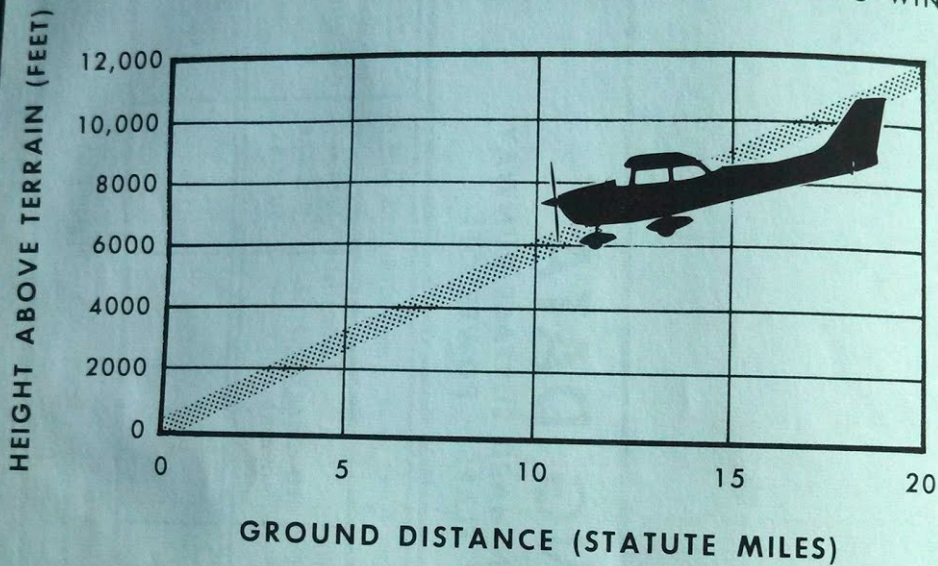 HEIGHT ABOVE TERRAIN (FEET)
12,000
10,000
8000
6000
4000
2000
0
0 5 10 15 20
GROUND DISTANCE (STATUTE MILES)